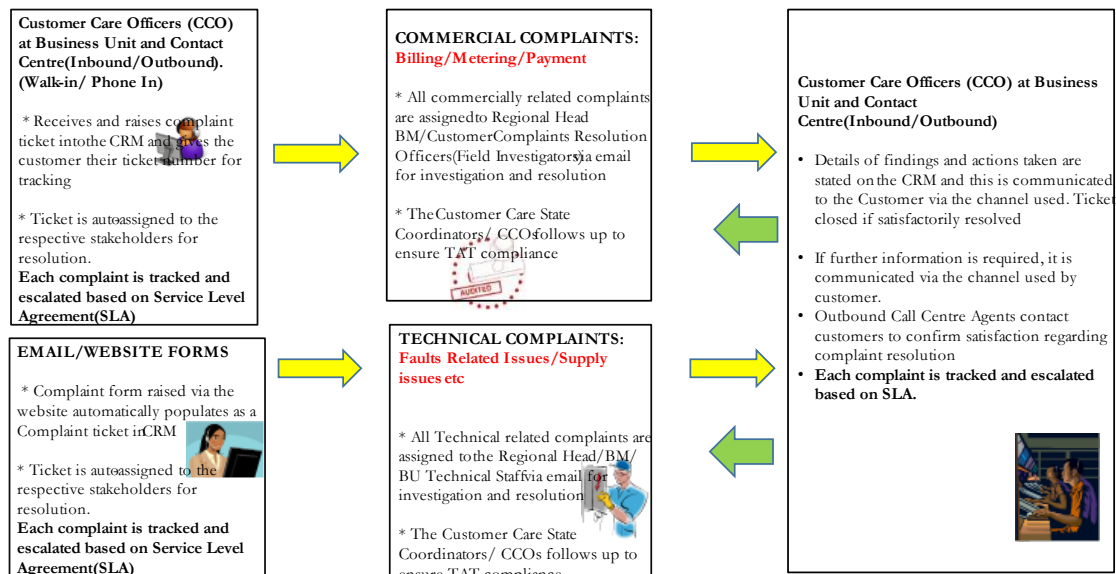 Customer Care Officers (CCO)
at Business Unit and Contact
Centre(Inbound/Outbound).
(Walk-in/ Phone In)
* Receives and raises complaint
ticket intothe CRM and gives the
customer their ticket number for
tracking
* Ticket is autoassigned to the
respective stakeholders for
resolution.
Each complaint is tracked and
escalated based on Service Level
Agreement(SLA)
EMAIL/WEBSITE FORMS
* Complaint form raised via the
website automatically populates as a
Complaint ticket inCRM
* Ticket is autoassigned to the
respective stakeholders for
resolution.
Each complaint is tracked and
escalated based on Service Level
Agreement(SLA)
COMMERCIAL COMPLAINTS:
Billing/Metering/Payment
* All commercially related complaints
are assignedto Regional Head
BM/CustomerComplaints Resolution
Officers(Field Investigators)via email
for investigation and resolution
* TheCustomer Care State
Coordinators/ CCOsfollows up to
ensure TAT compliance
AUDITED
TECHNICAL COMPLAINTS:
Faults Related Issues/Supply
issues etc
* All Technical related complaints are
assigned to the Regional Head/BM/
BU Technical Staffvia email for
investigation and resolution
* The Customer Care State
Coordinators/ CCOs follows up to
ensure TAT compliance
Customer Care Officers (CCO) at Business
Unit and Contact
Centre(Inbound/Outbound)
• Details of findings and actions taken are
stated on the CRM and this is communicated
to the Customer via the channel used. Ticket
closed if satisfactorily resolved
• If further information is required, it is
communicated via the channel used by
customer.
• Outbound Call Centre Agents contact
customers to confirm satisfaction regarding
complaint resolution
• Each complaint is tracked and escalated
based on SLA.